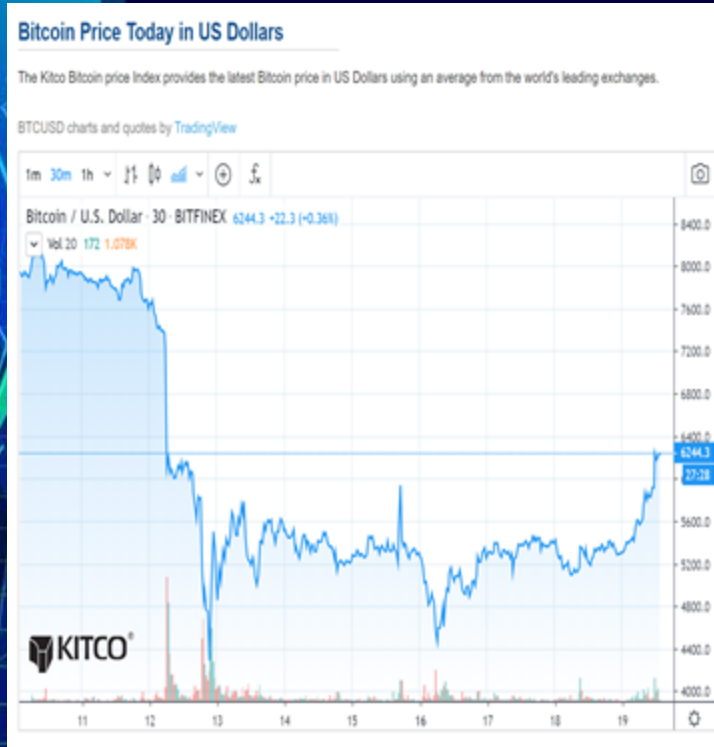 Bitcoin Price Today in US Dollars
The Kitco Bitcoin price Index provides the latest Bitcoin price in US Dollars using an average from the world's leading exchanges.
BTCUSD charts and quotes by TradingView
1m 30m 1h
Bitcoin / U.S. Dollar · 30 · BITFINEX 6244.3 +22.3 (+0.36%)
Vol 20 172 1.078K
8400.0
8000.0
7600.0
7200.0
6800.0
6400.0
6244.3
27:28
5600.0
5200.0
4800.0
4400.0
4000.0
KITCO®
11 12 13 14 15 16 17 18 19